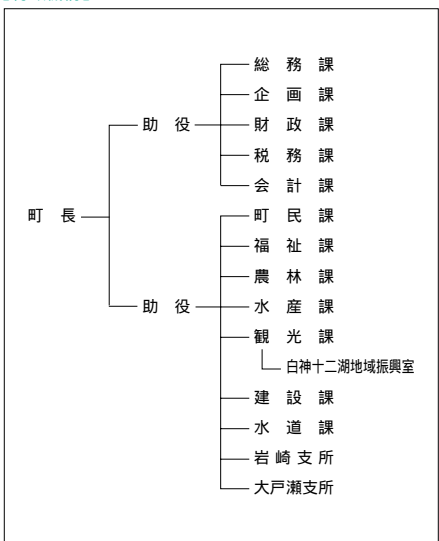 総務課
企画課
助役
財政課
税務課
会計課
町長
町民課
福祉課
農林課
助役
水産課
観光課
白神十二湖地域振興室
建設課
水道課
岩崎支所
大戸瀬支所